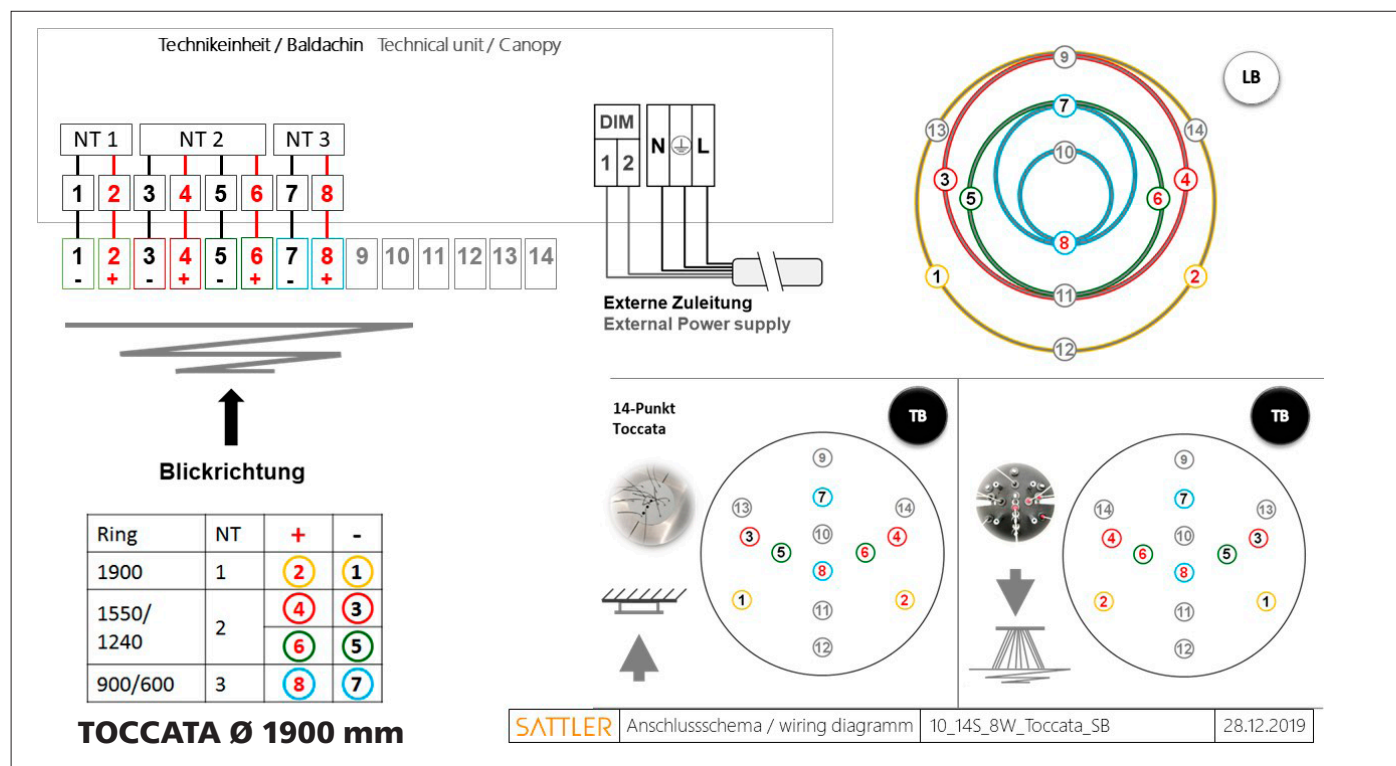 Technikeinheit / Baldachin Technical unit / Canopy
NT 1 NT 2 NT 3
1 2 3 4 5 6 7 8
1 2 3 4 5 6 7 8 9 10 11 12 13 14
- + - + - + - +
DIM
1 2 N L
Externe Zuleitung
External Power supply
LB
9
7
13 14
10
3 4
5 6
8
1 2
11
12
Blickrichtung
Ring NT + -
1900 1 2 1
1550/
1240 2 4 3
6 5
900/600 3 8 7
TOCCATA Ø 1900 mm
14-Punkt
Toccata
TB
9
7
13 14
3 10 4
5 6
8
1 2
11
12
TB
9
7
14 13
4 10 3
6 5
8
2 1
11
12
SATTLER Anschlussschema / wiring diagramm 10_14S_8W_Toccata_SB 28.12.2019